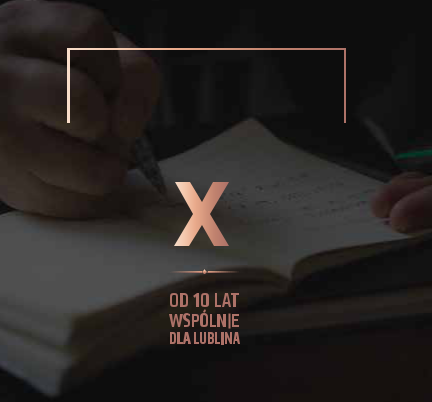 X
OD 10 LAT
WSPÓLNIE
DLA LUBLINA